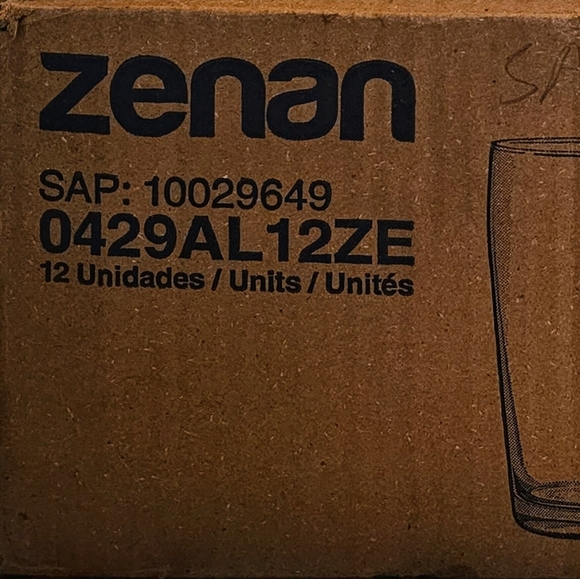 zenan
SAP: 10029649
0429AL12ZE
12 Unidades / Units / Unités